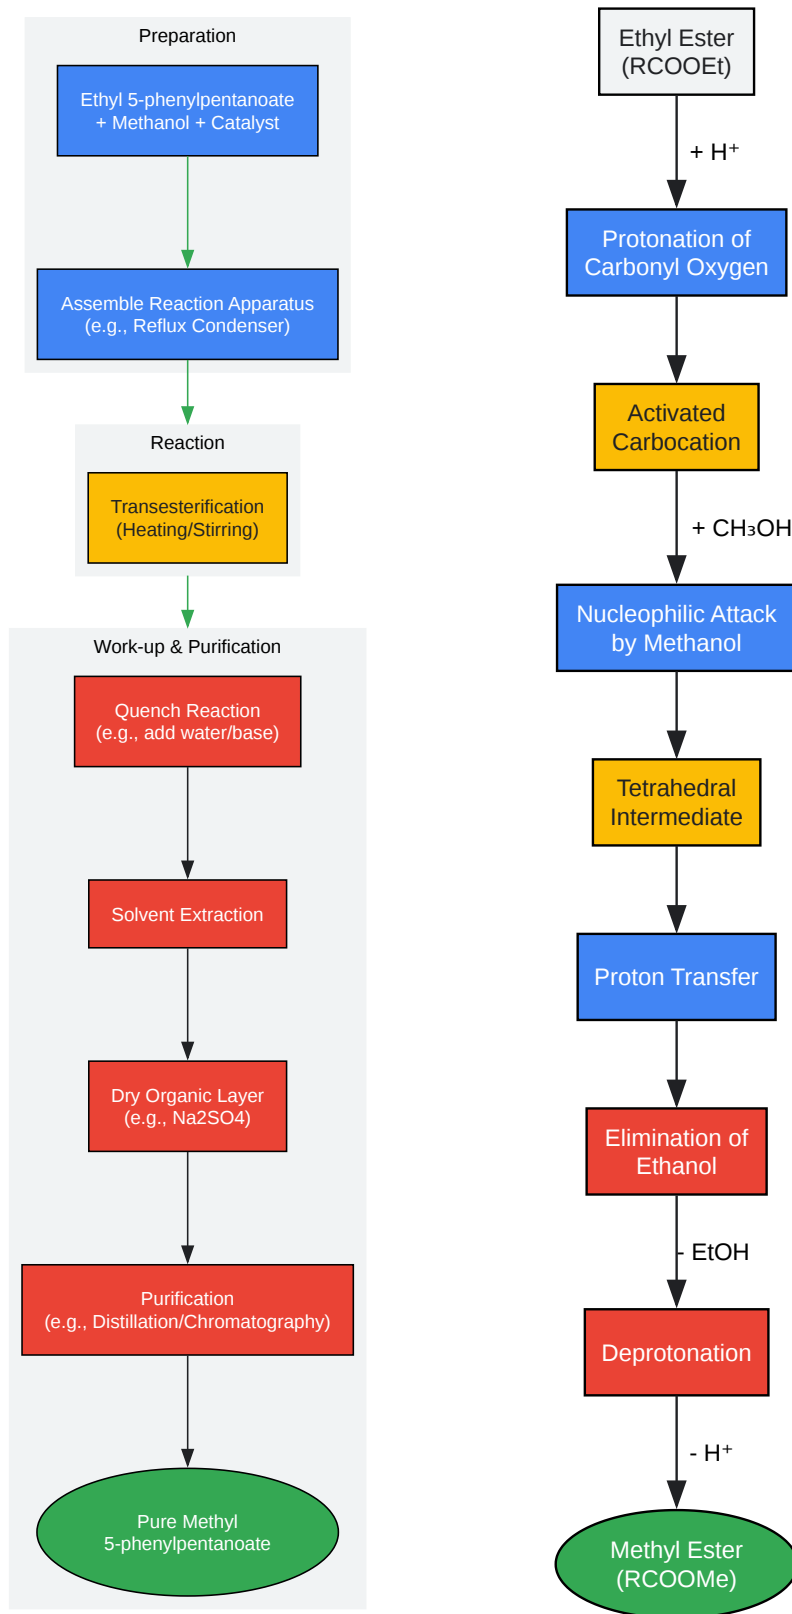 Preparation
Ethyl 5-phenylpentanoate
+ Methanol + Catalyst
Assemble Reaction Apparatus
(e.g., Reflux Condenser)
Reaction
Transesterification
(Heating/Stirring)
Work-up & Purification
Quench Reaction
(e.g., add water/base)
Solvent Extraction
Dry Organic Layer
(e.g., Na2SO4)
Purification
(e.g., Distillation/Chromatography)
Pure Methyl
5-phenylpentanoate
Ethyl Ester
(RCOOEt)
+ H⁺
Protonation of
Carbonyl Oxygen
Activated
Carbocation
+ CH₃OH
Nucleophilic Attack
by Methanol
Tetrahedral
Intermediate
Proton Transfer
Elimination of
Ethanol
- EtOH
Deprotonation
- H⁺
Methyl Ester
(RCOOMe)